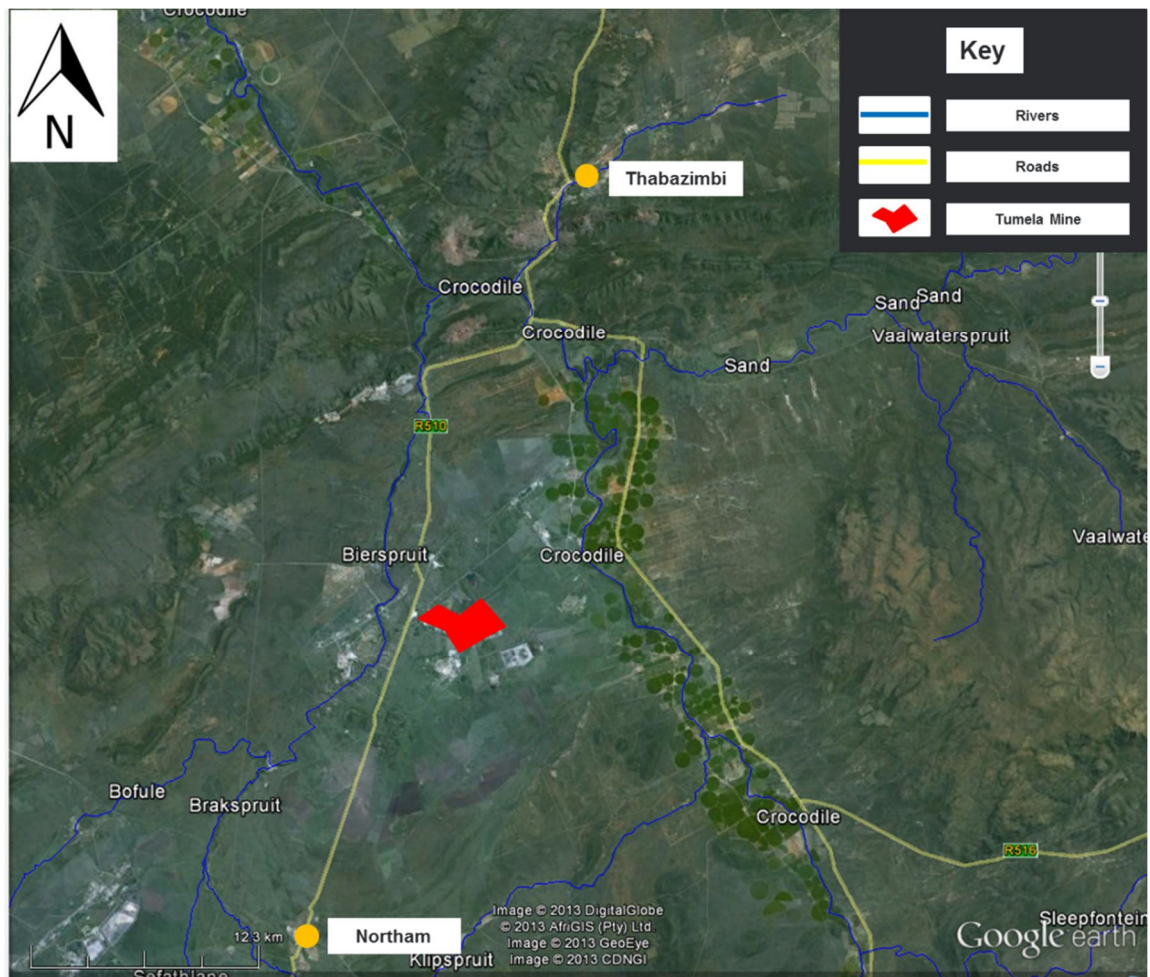 Crocodile
N
Key
Rivers
Roads
Tumela Mine
Thabazimbi
Crocodile
Sand
Sand
Crocodile
Vaalwaterspruit
Sand
R510
Vaalwate
Bierspruit
Crocodile
Bofule
Brakspruit
Crocodile
R516
Image © 2013 DigitalGlobe
© 2013 AfriGIS (Pty) Ltd.
Image © 2013 GeoEye
Image © 2013 CDNGI
Sleepfontein
Google earth
12.3 km
Northam
Klipspruit
Sefathlane